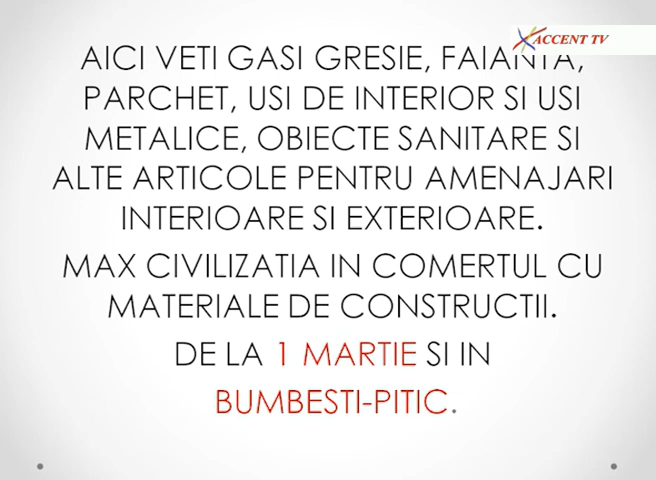 ACCENT TV
AICI VETI GASI GRESIE, FAIANTA,
PARCHET, USI DE INTERIOR SI USI
METALICE, OBIECTE SANITARE SI
ALTE ARTICOLE PENTRU AMENAJARI
INTERIOARE SI EXTERIOARE.
MAX CIVILIZATIA IN COMERTUL CU
MATERIALE DE CONSTRUCTII.
DE LA 1 MARTIE SI IN
BUMBESTI-PITIC.